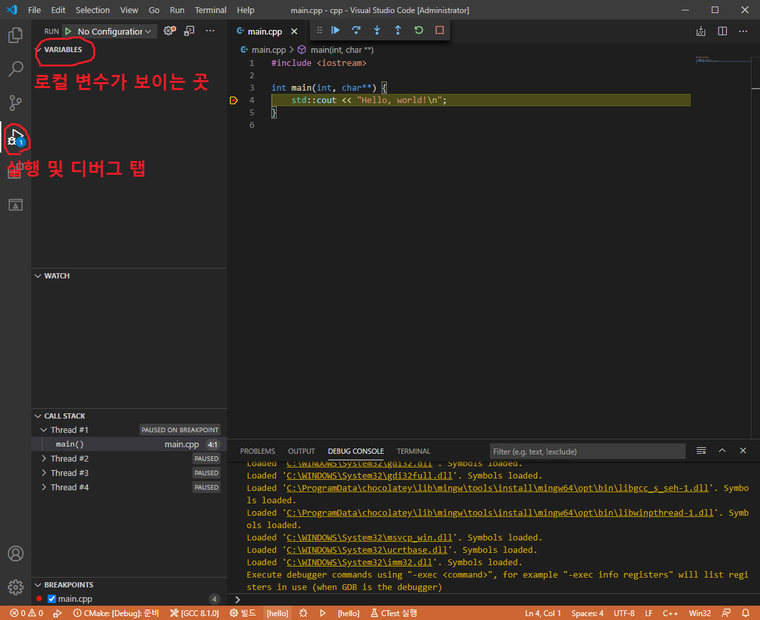 File Edit Selection View Go Run Terminal Help main.cpp - cpp - Visual Studio Code [Administrator]
RUN No Configuration
main.cpp
VARIABLES
로컬 변수가 보이는 곳
1
실행 및 디버그 탭
WATCH
CALL STACK
Thread #1 PAUSED ON BREAKPOINT
main() main.cpp 4:1
Thread #2 PAUSED
Thread #3 PAUSED
Thread #4 PAUSED
BREAKPOINTS
main.cpp 4
main.cpp > main(int, char **)
1 #include <iostream>
2
3 int main(int, char**) {
4 std::cout << "Hello, world!\n";
5 }
6
PROBLEMS OUTPUT DEBUG CONSOLE TERMINAL Filter (e.g. text, !exclude)
Loaded 'C:\WINDOWS\System32\gdi32.dll'. Symbols loaded.
Loaded 'C:\WINDOWS\System32\gdi32full.dll'. Symbols loaded.
Loaded 'C:\ProgramData\chocolatey\lib\mingw\tools\install\mingw64\opt\bin\libgcc_s_seh-1.dll'. Symbo
ls loaded.
Loaded 'C:\ProgramData\chocolatey\lib\mingw\tools\install\mingw64\opt\bin\libwinpthread-1.dll'. Symb
ols loaded.
Loaded 'C:\WINDOWS\System32\msvcp_win.dll'. Symbols loaded.
Loaded 'C:\WINDOWS\System32\ucrtbase.dll'. Symbols loaded.
Loaded 'C:\WINDOWS\System32\imm32.dll'. Symbols loaded.
Execute debugger commands using "-exec <command>", for example "-exec info registers" will list regi
sters in use (when GDB is the debugger)
>
0 0 CMake: [Debug]: 준비 [GCC 8.1.0] 빌드 [hello] [hello] CTest 실행 Ln 4, Col 1 Spaces: 4 UTF-8 LF C++ Win32